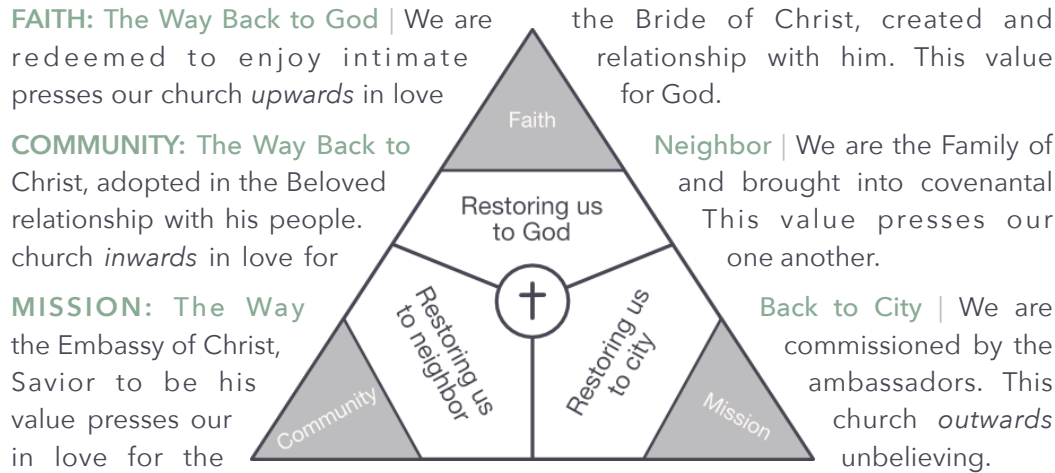 FAITH: The Way Back to God | We are the Bride of Christ, created and
redeemed to enjoy intimate relationship with him. This value
presses our church upwards in love for God.
COMMUNITY: The Way Back to Neighbor | We are the Family of
Christ, adopted in the Beloved and brought into covenantal
relationship with his people. This value presses our
church inwards in love for one another.
MISSION: The Way Back to City | We are
the Embassy of Christ, commissioned by the
Savior to be his ambassadors. This
value presses our church outwards
in love for the unbelieving.
Faith
Restoring us
to God
Restoring us
to neighbor
Restoring us
to city
Community
Mission